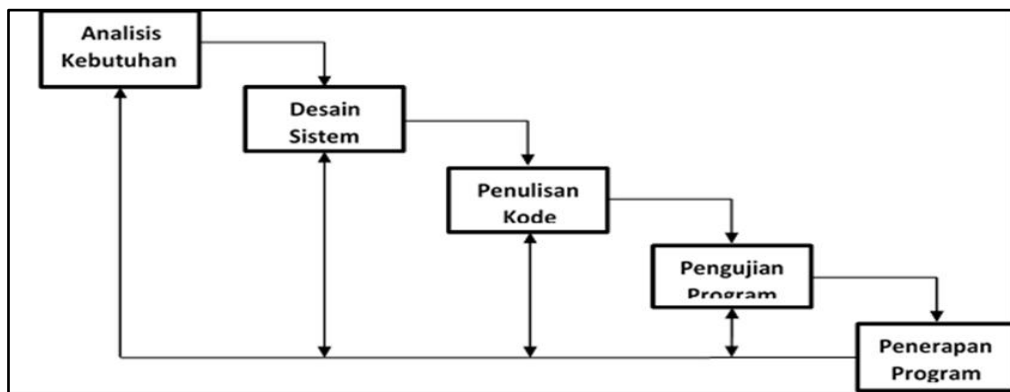 Analisis
Kebutuhan
Desain
Sistem
Penulisan
Kode
Pengujian
Program
Penerapan
Program